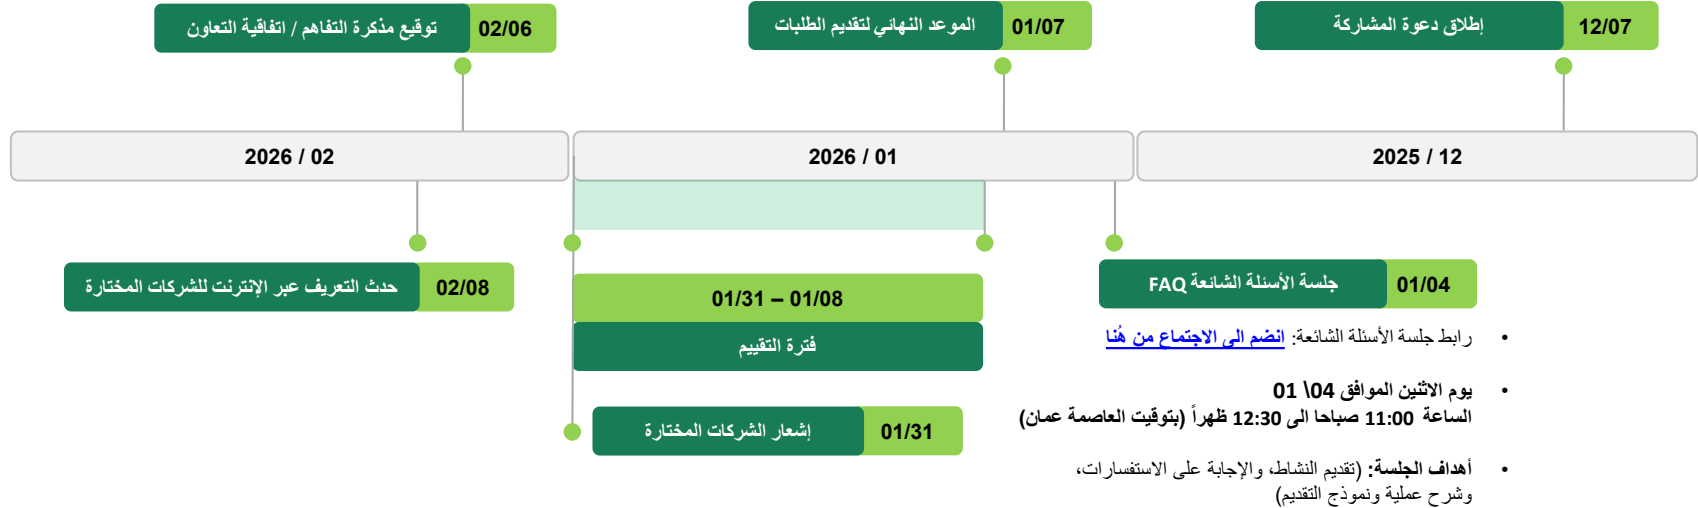 12/07 إطلاق دعوة المشاركة
01/07 الموعد النهائي لتقديم الطلبات
02/06 توقيع مذكرة التفاهم / اتفاقية التعاون
2025 / 12
2026 / 01
2026 / 02
01/04 جلسة الأسئلة الشائعة FAQ
• رابط جلسة الأسئلة الشائعة: انضم الى الاجتماع من هُنا
• يوم الاثنين الموافق 04\ 01
الساعة 11:00 صباحا الى 12:30 ظهراً (بتوقيت العاصمة عمان)
• أهداف الجلسة: (تقديم النشاط، والإجابة على الاستفسارات،
وشرح عملية ونموذج التقديم)
01/31 – 01/08
فترة التقييم
01/31 إشعار الشركات المختارة
02/08 حدث التعريف عبر الإنترنت للشركات المختارة